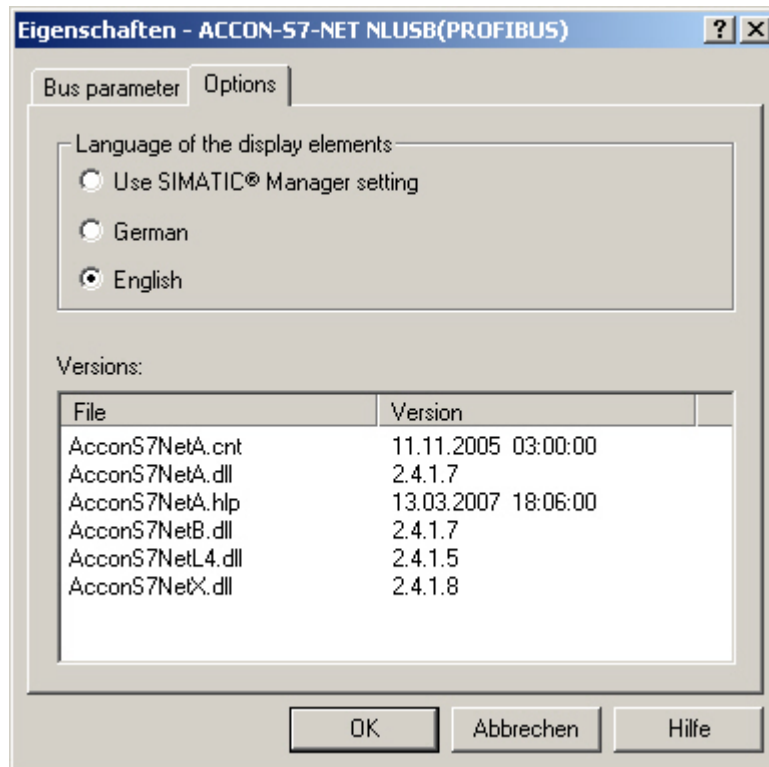 Eigenschaften - ACCON-S7-NET NLUSB(PROFIBUS)
Bus parameter Options
Language of the display elements
Use SIMATIC® Manager setting
German
English
Versions:
File Version
AcconS7NetA.cnt 11.11.2005 03:00:00
AcconS7NetA.dll 2.4.1.7
AcconS7NetA.hlp 13.03.2007 18:06:00
AcconS7NetB.dll 2.4.1.7
AcconS7NetL4.dll 2.4.1.5
AcconS7NetX.dll 2.4.1.8
OK Abbrechen Hilfe